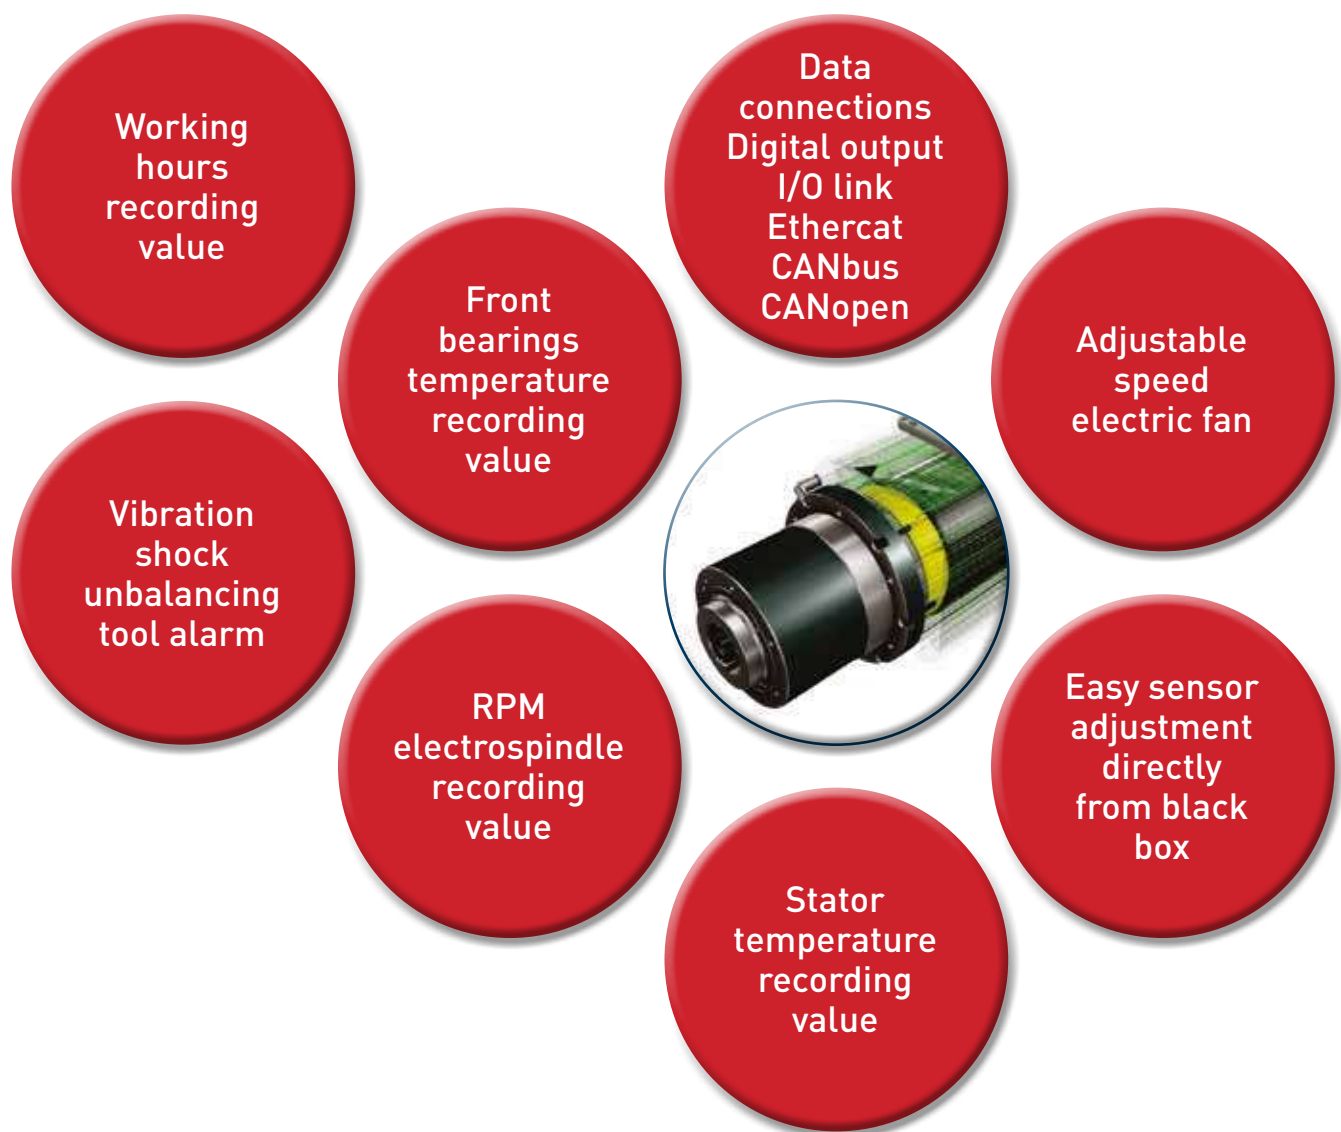 Working
hours
recording
value
Data
connections
Digital output
I/O link
Ethercat
CANbus
CANopen
Front
bearings
temperature
recording
value
Adjustable
speed
electric fan
Vibration
shock
unbalancing
tool alarm
RPM
electrospindle
recording
value
Easy sensor
adjustment
directly
from black
box
Stator
temperature
recording
value